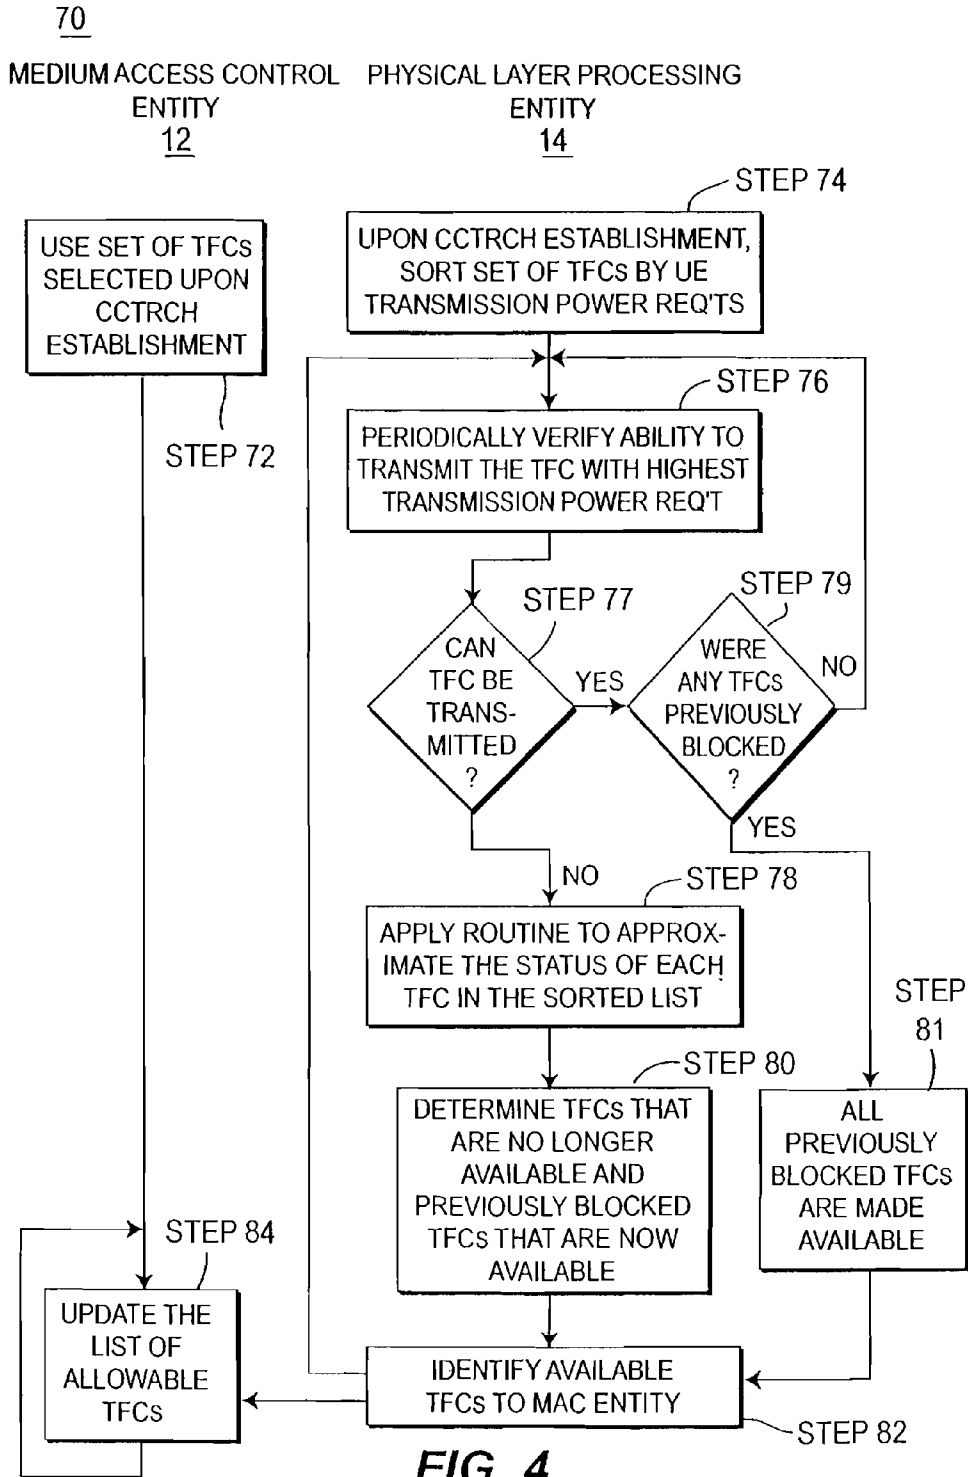 70
MEDIUM ACCESS CONTROL
ENTITY
12
PHYSICAL LAYER PROCESSING
ENTITY
14
STEP 74
USE SET OF TFCs
SELECTED UPON
CCTRCH
ESTABLISHMENT
STEP 72
UPON CCTRCH ESTABLISHMENT,
SORT SET OF TFCs BY UE
TRANSMISSION POWER REQ'TS
STEP 76
PERIODICALLY VERIFY ABILITY TO
TRANSMIT THE TFC WITH HIGHEST
TRANSMISSION POWER REQ'T
STEP 77
CAN
TFC BE
TRANS-
MITTED
?
YES
STEP 79
WERE
ANY TFCs
PREVIOUSLY
BLOCKED
?
NO
YES
NO
STEP 78
APPLY ROUTINE TO APPROX-
IMATE THE STATUS OF EACH
TFC IN THE SORTED LIST
STEP
81
STEP 80
DETERMINE TFCs THAT
ARE NO LONGER
AVAILABLE AND
PREVIOUSLY BLOCKED
TFCs THAT ARE NOW
AVAILABLE
ALL
PREVIOUSLY
BLOCKED TFCs
ARE MADE
AVAILABLE
STEP 84
UPDATE THE
LIST OF
ALLOWABLE
TFCs
IDENTIFY AVAILABLE
TFCs TO MAC ENTITY
STEP 82
FIG. 4